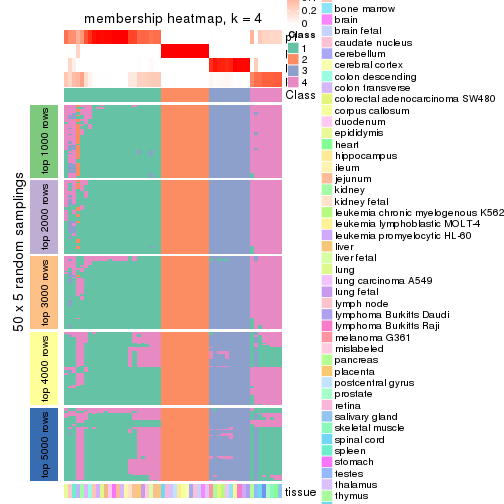 membership heatmap, k = 4
0.2
0
Class
1
2
3
4
Class
50 x 5 random samplings
top 1000 rows
top 2000 rows
top 3000 rows
top 4000 rows
top 5000 rows
tissue
bone marrow
brain
brain fetal
caudate nucleus
cerebellum
cerebral cortex
colon descending
colon transverse
colorectal adenocarcinoma SW480
corpus callosum
duodenum
epididymis
heart
hippocampus
ileum
jejunum
kidney
kidney fetal
leukemia chronic myelogenous K562
leukemia lymphoblastic MOLT-4
leukemia promyelocytic HL-60
liver
liver fetal
lung
lung carcinoma A549
lung fetal
lymph node
lymphoma Burkitts Daudi
lymphoma Burkitts Raji
melanoma G361
mislabeled
pancreas
placenta
postcentral gyrus
prostate
retina
salivary gland
skeletal muscle
spinal cord
spleen
stomach
testes
thalamus
thymus